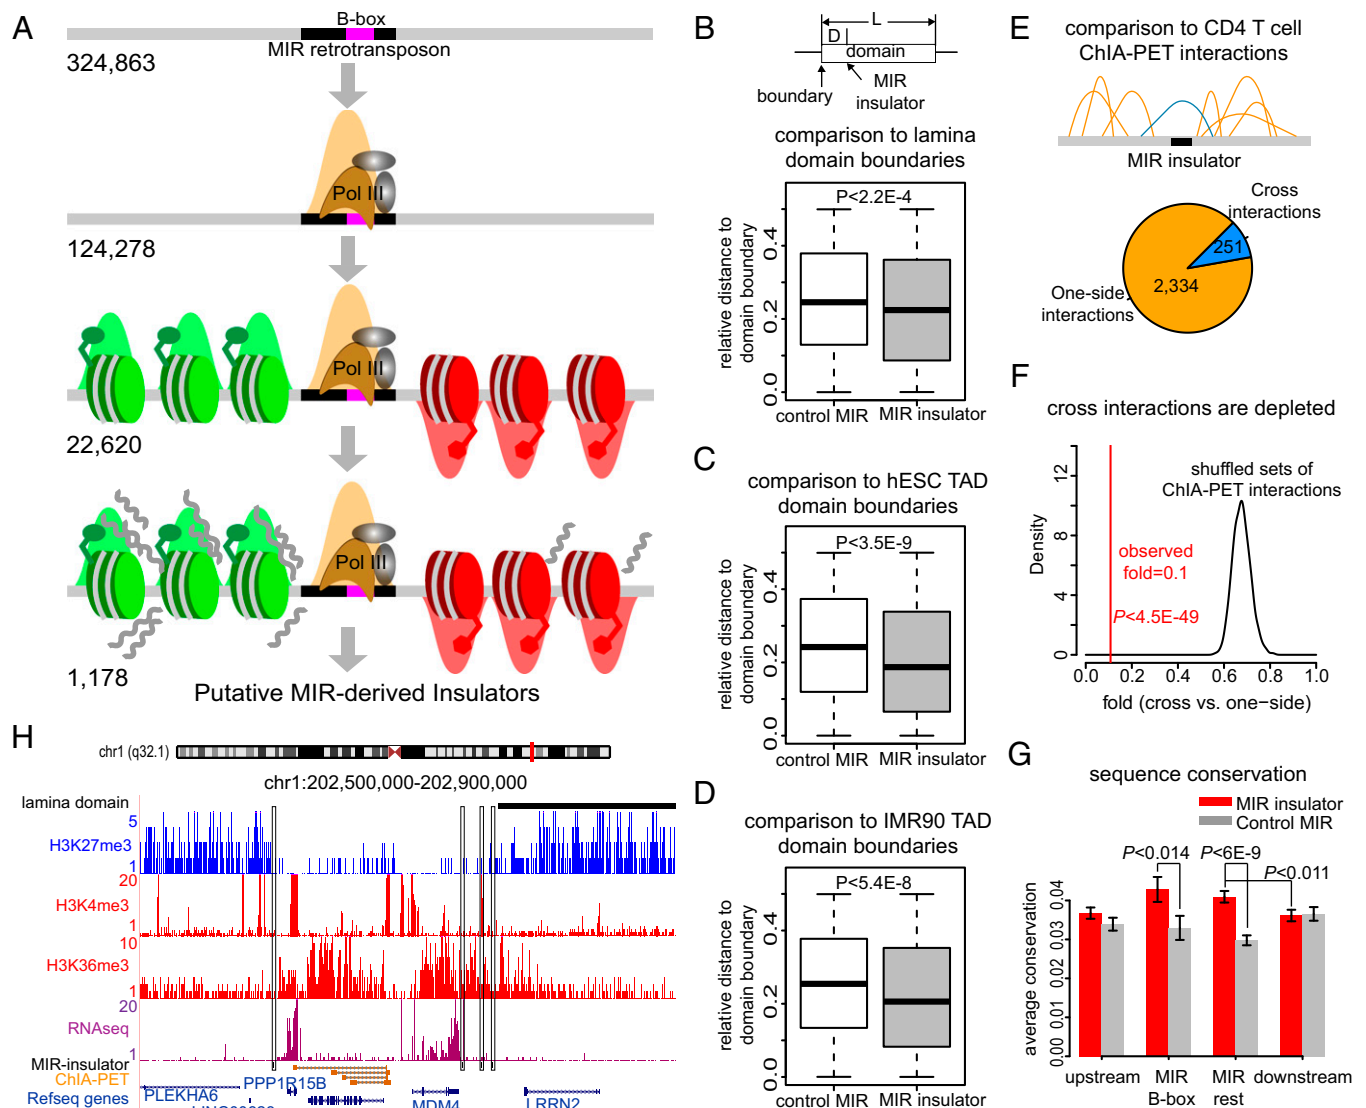 A
B-box
MIR retrotransposon
324,863
Pol III
124,278
Pol III
22,620
Pol III
1,178
Putative MIR-derived Insulators
B
L
D
domain
boundary
MIR
insulator
comparison to lamina
domain boundaries
P<2.2E-4
relative distance to
domain boundary
0.0
0.2
0.4
control MIR
MIR insulator
C
comparison to hESC TAD
domain boundaries
P<3.5E-9
relative distance to
domain boundary
0.0
0.2
0.4
control MIR
MIR insulator
D
comparison to IMR90 TAD
domain boundaries
P<5.4E-8
relative distance to
domain boundary
0.0
0.2
0.4
control MIR
MIR insulator
E
comparison to CD4 T cell
ChIA-PET interactions
MIR insulator
Cross
interactions
251
2,334
One-side
interactions
F
cross interactions are depleted
shuffled sets of
ChIA-PET interactions
observed
fold=0.1
P<4.5E-49
Density
0
4
8
12
0.0 0.2 0.4 0.6 0.8 1.0
fold (cross vs. one-side)
G
sequence conservation
MIR insulator
Control MIR
P<0.014
P<6E-9
P<0.011
average conservation
0.00
0.01
0.02
0.03
0.04
upstream
MIR
B-box
MIR
rest
downstream
H
chr1 (q32.1)
chr1:202,500,000-202,900,000
lamina domain
5
H3K27me3
1
20
H3K4me3
1
10
H3K36me3
1
20
RNAseq
1
MIR-insulator
ChIA-PET
Refseq genes
PLEKHA6
PPP1R15B
MDM4
LRRN2